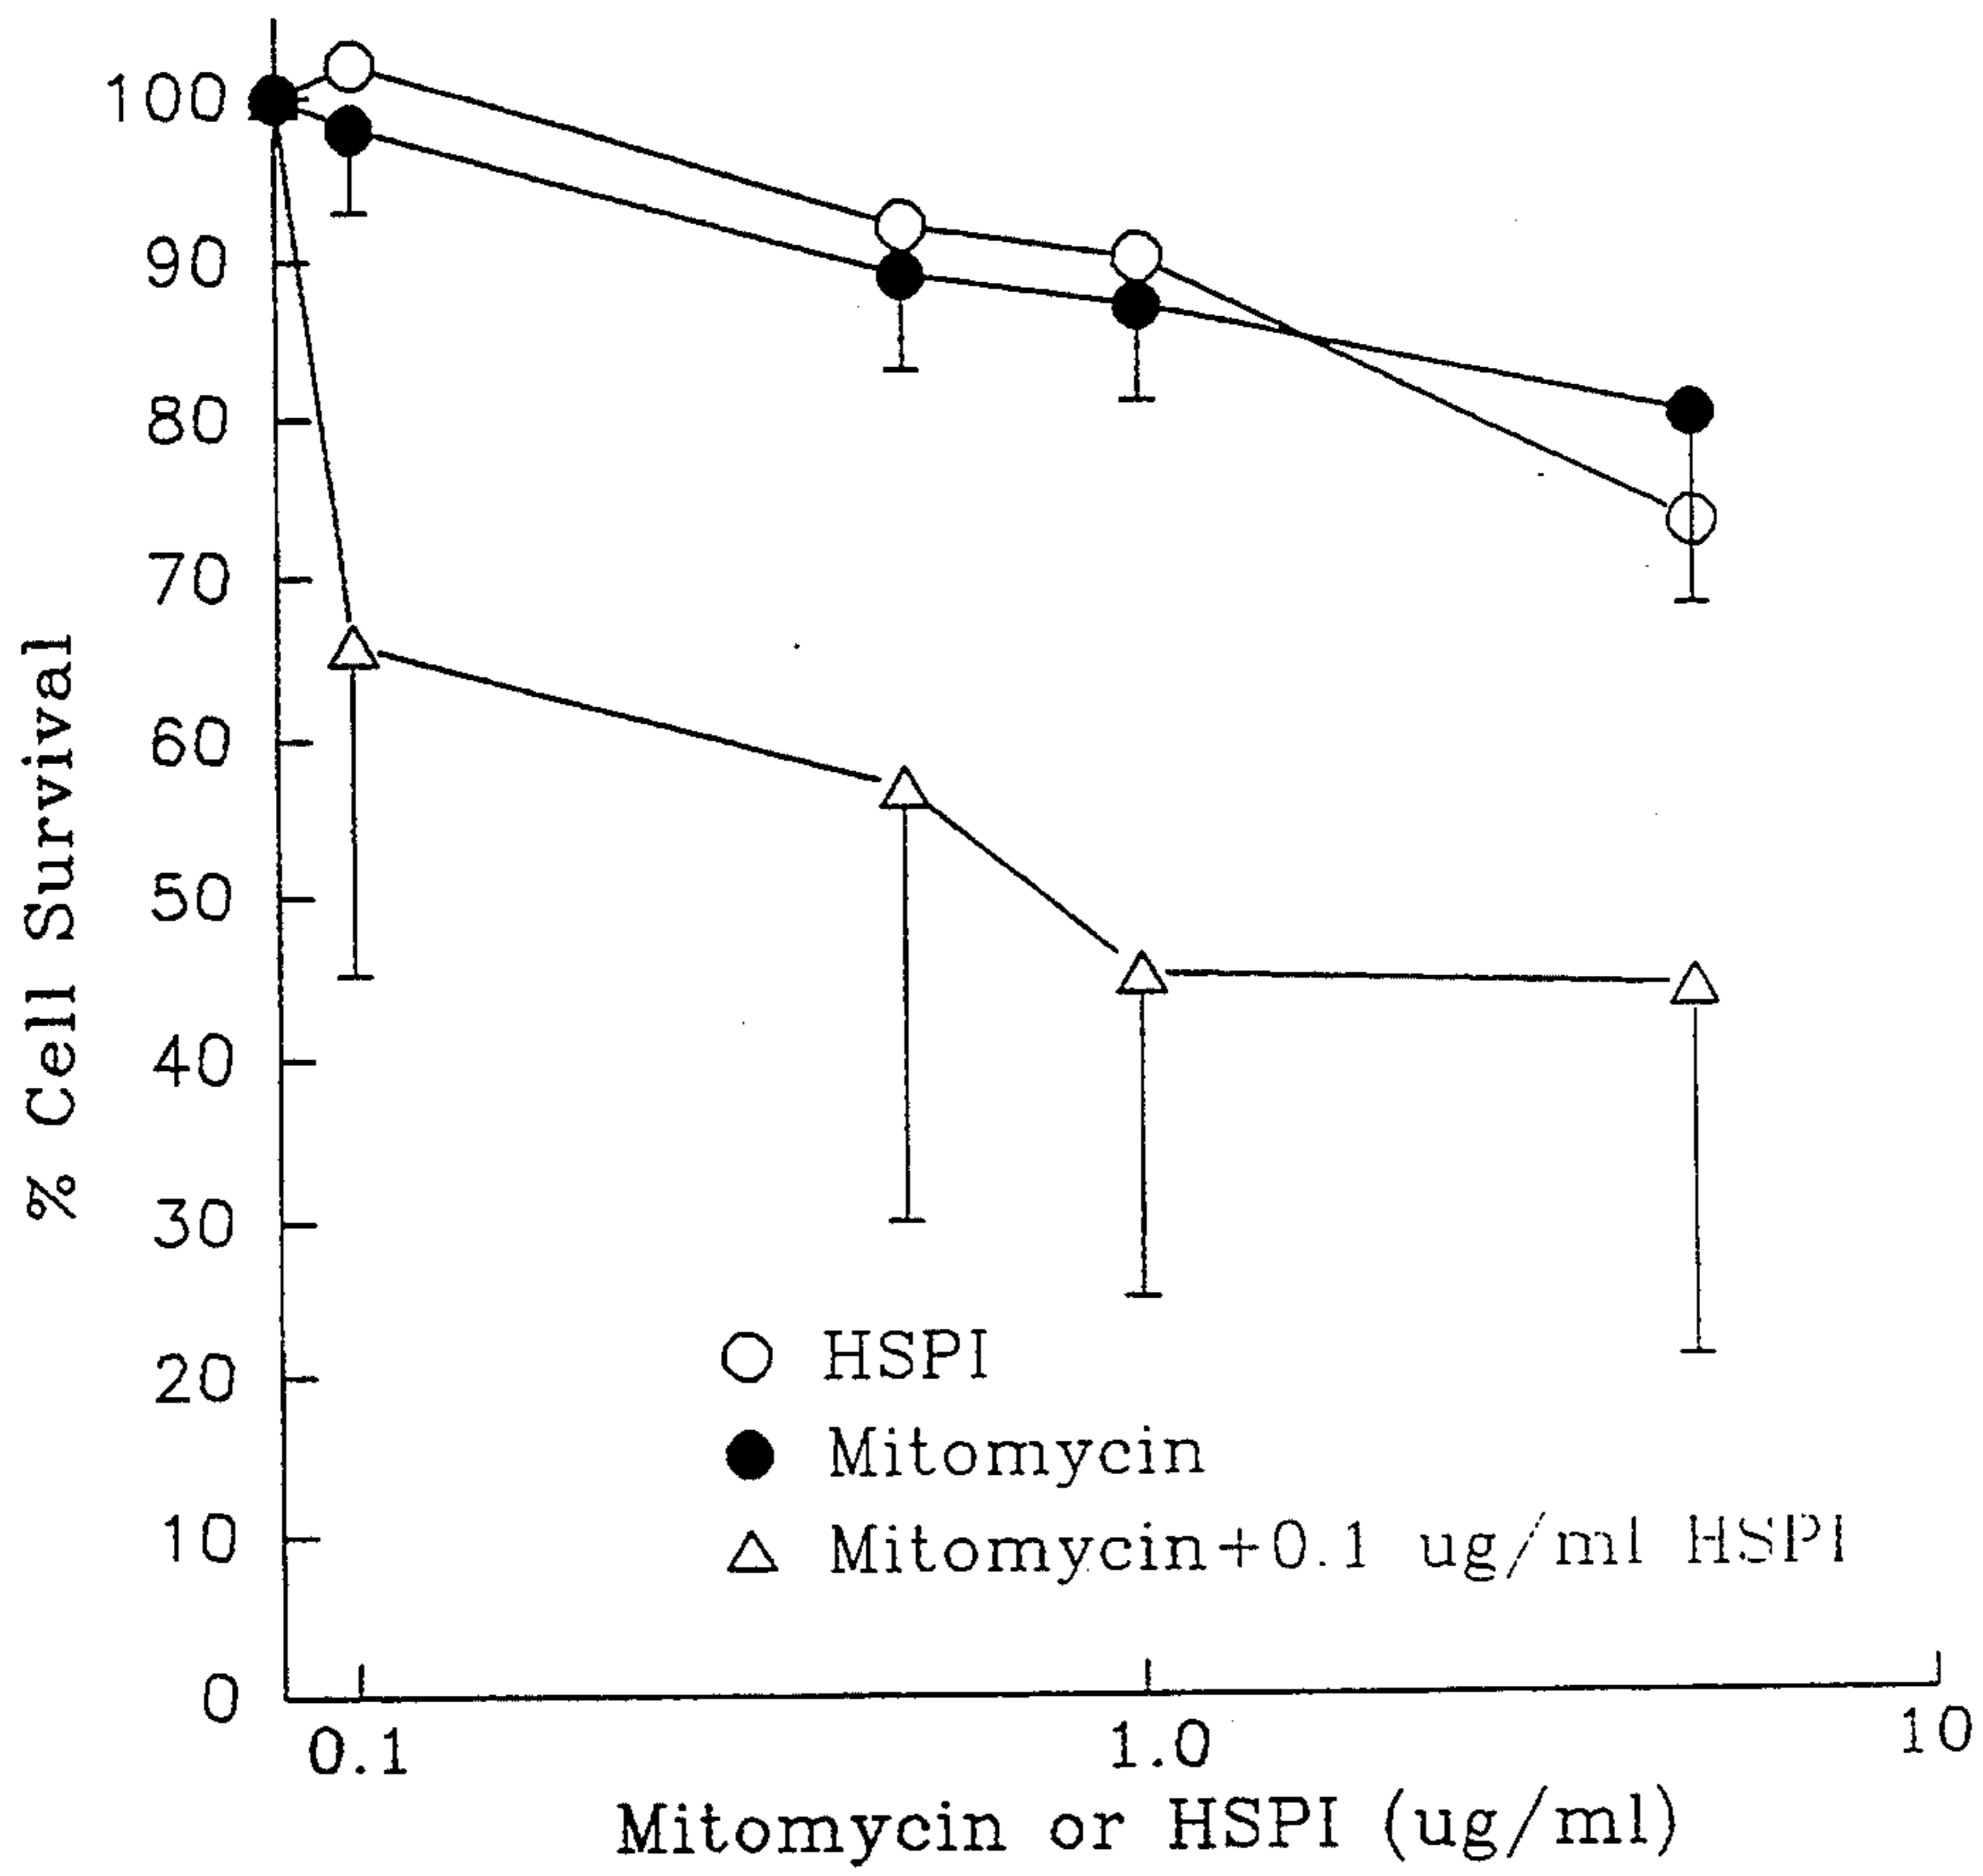 100
90
80
70
60
50
40
30
20
10
0
% Cell Survival
HSPI
Mitomycin
Mitomycin+0.1 ug/ml HSPI
0.1
1.0
10
Mitomycin or HSPI (ug/ml)